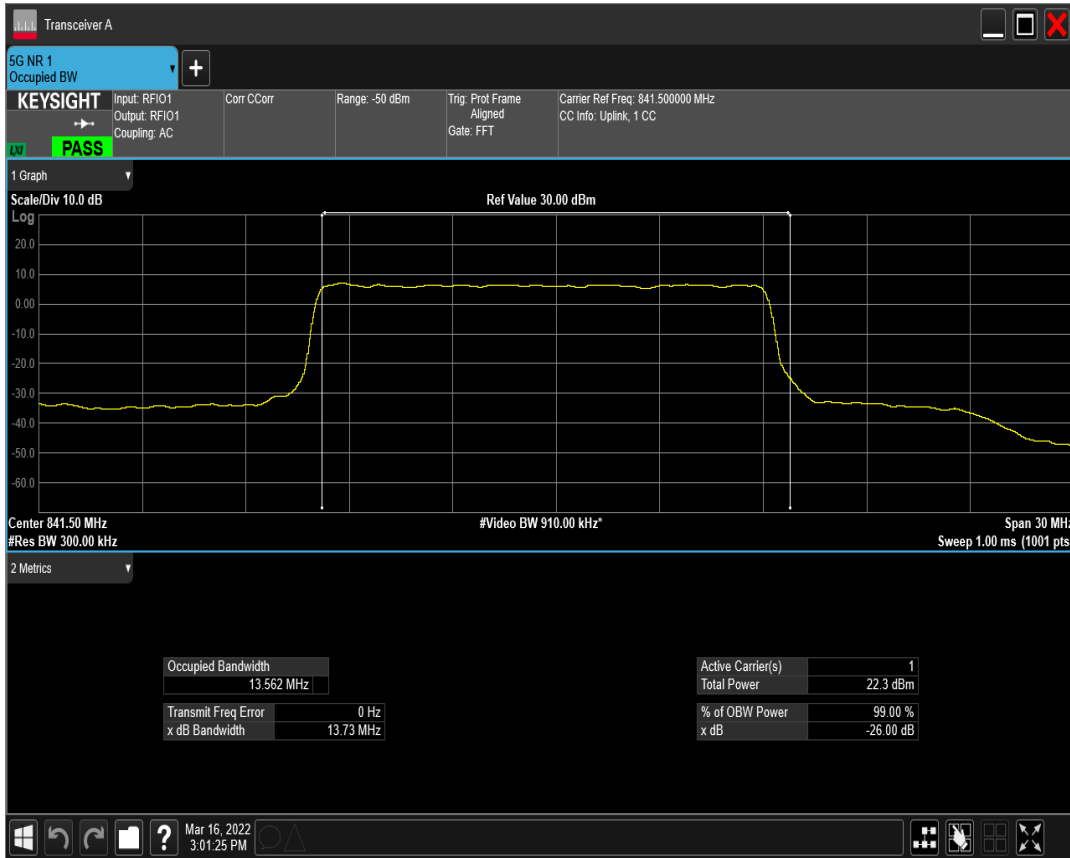 Transceiver A
5G NR 1
Occupied BW
KEYSIGHT
LXI
PASS
Input: RFIO1
Output: RFIO1
Coupling: AC
Corr CCorr
Range: -50 dBm
Trig: Prot Frame
Aligned
Gate: FFT
Carrier Ref Freq: 841.500000 MHz
CC Info: Uplink, 1 CC
1 Graph
Scale/Div 10.0 dB
Ref Value 30.00 dBm
Log
20.0
10.0
0.00
-10.0
-20.0
-30.0
-40.0
-50.0
-60.0
Center 841.50 MHz
#Video BW 910.00 kHz*
Span 30 MHz
#Res BW 300.00 kHz
Sweep 1.00 ms (1001 pts
2 Metrics
Occupied Bandwidth
13.562 MHz
Transmit Freq Error 0 Hz
x dB Bandwidth 13.73 MHz
Active Carrier(s) 1
Total Power 22.3 dBm
% of OBW Power 99.00 %
x dB -26.00 dB
?
Mar 16, 2022
3:01:25 PM